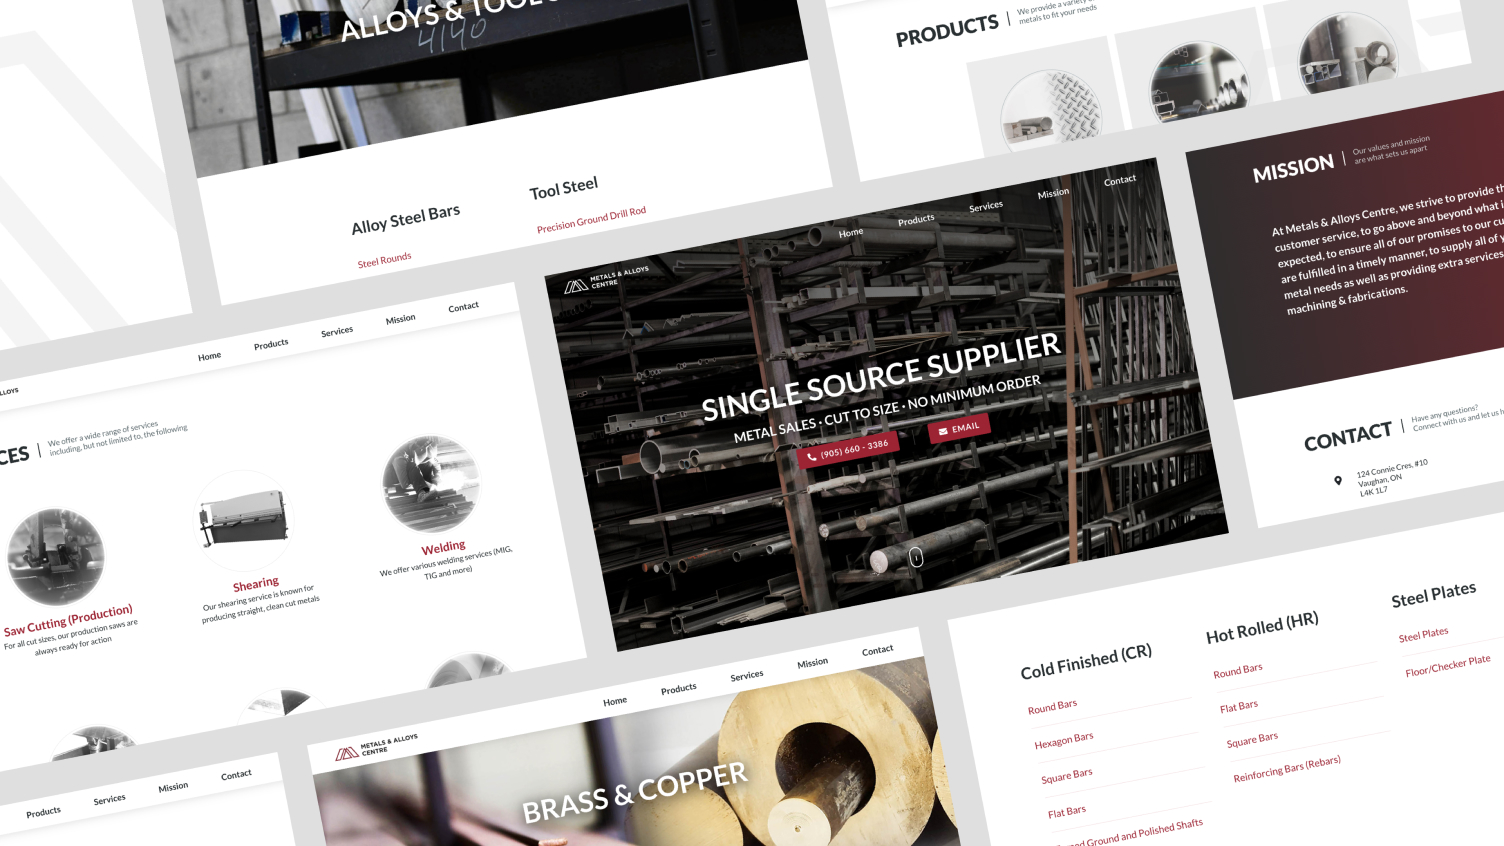 ALLOYS &
4140
Alloy Steel Bars
Steel Rounds
Tool Steel
Precision Ground Drill Rod
PRODUCTS
We provide a variety
metals to fit your needs
MISSION
Our values and mission
are what sets us apart
At Metals & Alloys Centre, we strive to provide
customer service, to go above and beyond what
expected, to ensure all of our promises to our
are fulfilled in a timely manner, to supply all of
metal needs as well as providing extra services
machining & fabrications.
CONTACT
Have any questions?
Connect with us and let us
124 Connie Cres, #10
Vaughan, ON
L4K 1L7
METALS & ALLOYS
CENTRE
Home
Products
Services
Mission
Contact
SINGLE SOURCE SUPPLIER
METAL SALES • CUT TO SIZE • NO MINIMUM ORDER
(905) 660 - 3386
EMAIL
LLOYS
Home
Products
Services
Mission
Contact
CES
We offer a wide range of services
including, but not limited to, the following
Saw Cutting (Production)
For all cut sizes, our production saws are
always ready for action
Shearing
Our shearing service is known for
producing straight, clean cut metals
Welding
We offer various welding services (MIG,
TIG and more)
Products
Services
Mission
Contact
METALS & ALLOYS
CENTRE
Home
Products
Services
Mission
Contact
BRASS & COPPER
Cold Finished (CR)
Round Bars
Hexagon Bars
Square Bars
Flat Bars
Ground and Polished Shafts
Hot Rolled (HR)
Round Bars
Flat Bars
Square Bars
Reinforcing Bars (Rebars)
Steel Plates
Steel Plates
Floor/Checker Plate